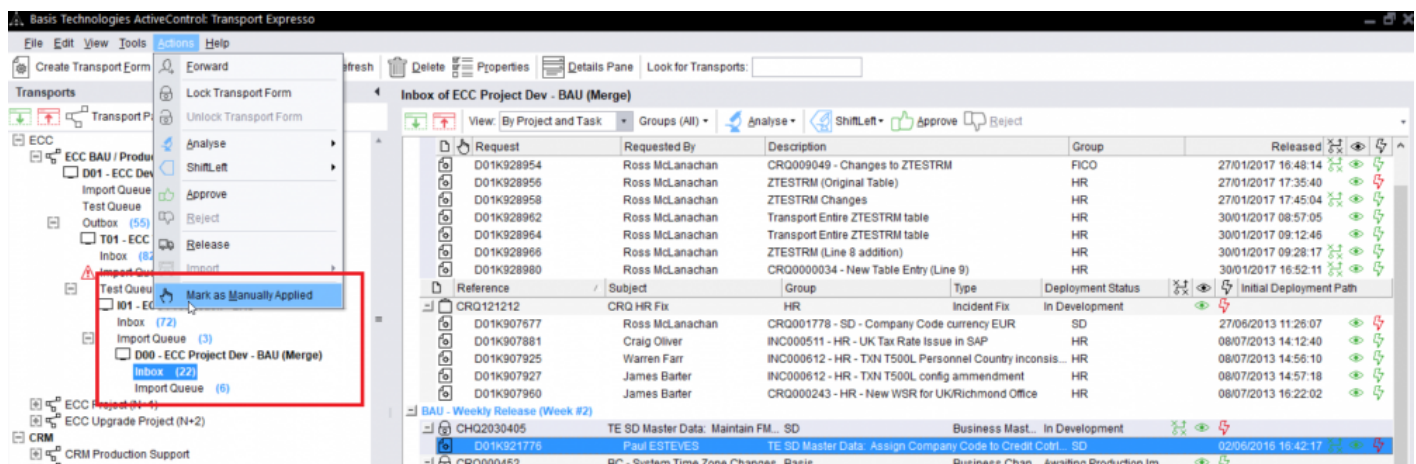 Basis Technologies ActiveControl: Transport Expresso
File Edit View Tools Actions Help
Create Transport Form efresh Delete Properties Details Pane Look for Transports:
Forward
Lock Transport Form
Unlock Transport Form
Analyse
ShiftLeft
Approve
Reject
Release
Import
Mark as Manually Applied
Transports
Transport Pa
ECC
ECC BAU / Produ
D01 - ECC Dev
Import Queue
Test Queue
Outbox (55)
T01 - ECC
Inbox (82
Import Que
Test Queu
I01 - EC
Inbox (72)
Import Queue (3)
D00 - ECC Project Dev - BAU (Merge)
Inbox (22)
Import Queue (6)
ECC Project (N+1)
ECC Upgrade Project (N+2)
CRM
CRM Production Support
Inbox of ECC Project Dev - BAU (Merge)
View: By Project and Task Groups (All) Analyse ShiftLeft Approve Reject
Request Requested By Description Group Released
D01K928954 Ross McLanachan CRQ009049 - Changes to ZTESTRM FICO 27/01/2017 16:48:14
D01K928956 Ross McLanachan ZTESTRM (Original Table) HR 27/01/2017 17:35:40
D01K928958 Ross McLanachan ZTESTRM Changes HR 27/01/2017 17:45:04
D01K928962 Ross McLanachan Transport Entire ZTESTRM table HR 30/01/2017 08:57:05
D01K928964 Ross McLanachan Transport Entire ZTESTRM table HR 30/01/2017 09:12:46
D01K928966 Ross McLanachan ZTESTRM (Line 8 addition) HR 30/01/2017 09:28:17
D01K928980 Ross McLanachan CRQ0000034 - New Table Entry (Line 9) HR 30/01/2017 16:52:11
Reference Subject Group Type Deployment Status Initial Deployment Path
CRQ121212 CRQ HR Fix HR Incident Fix In Development
D01K907677 Ross McLanachan CRQ001778 - SD - Company Code currency EUR SD 27/06/2013 11:26:07
D01K907881 Craig Oliver INC000511 - HR - UK Tax Rate Issue in SAP HR 08/07/2013 14:12:40
D01K907925 Warren Farr INC000612 - HR - TXN T500L Personnel Country inconsis... HR 08/07/2013 14:56:10
D01K907927 James Barter INC000612 - HR - TXN T500L config ammendment HR 08/07/2013 14:57:18
D01K907960 James Barter CRQ000243 - HR - New WSR for UK/Richmond Office HR 08/07/2013 16:22:02
BAU - Weekly Release (Week #2)
CHQ2030405 TE SD Master Data: Maintain FM... SD Business Mast... In Development
D01K921776 Paul ESTEVES TE SD Master Data: Assign Company Code to Credit Cotrl... SD 02/06/2016 16:42:17
CRQ000452 BC - System Time Zone Changes Basis Business Chan... Awaiting Production Im